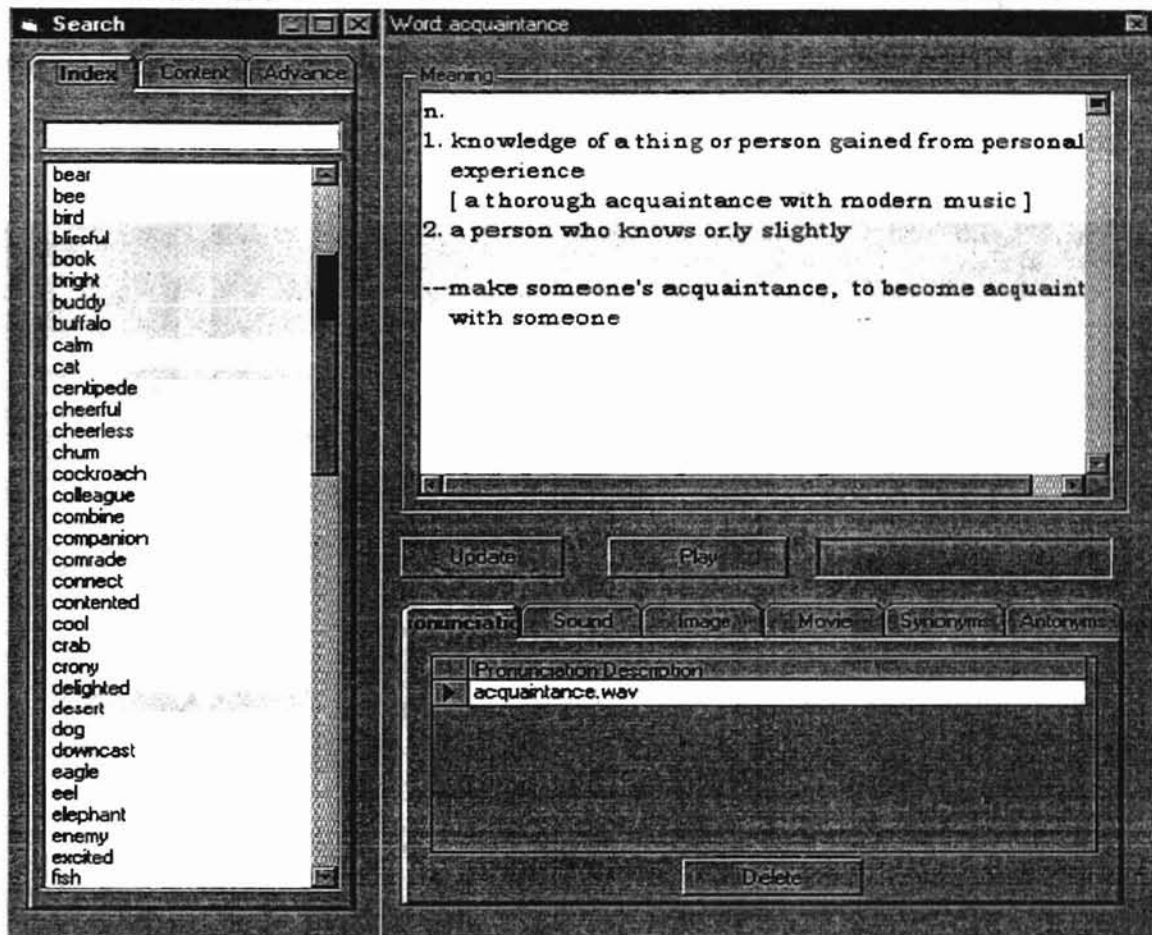 Search
Index Content Advance
bear
bee
bird
blissful
book
bright
buddy
buffalo
calm
cat
centipede
cheerful
cheerless
chum
cockroach
colleague
combine
companion
comrade
connect
contented
cool
crab
crony
delighted
desert
dog
downcast
eagle
eel
elephant
enemy
excited
fish
Word: acquaintance
Meaning
n.
1. knowledge of a thing or person gained from personal
experience
[ a thorough acquaintance with modern music ]
2. a person who knows only slightly
---make someone's acquaintance, to become acquaint
with someone
Update Play
ronunciatio Sound Image Movie Synonyms Antonyms
Pronunciation Description
acquaintance.wav
Delete